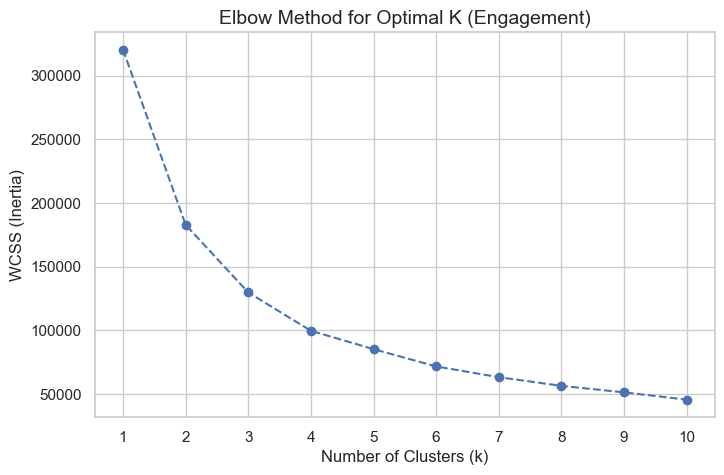 Elbow Method for Optimal K (Engagement)
300000
250000
200000
150000
100000
50000
WCSS (Inertia)
1 2 3 4 5 6 7 8 9 10
Number of Clusters (k)